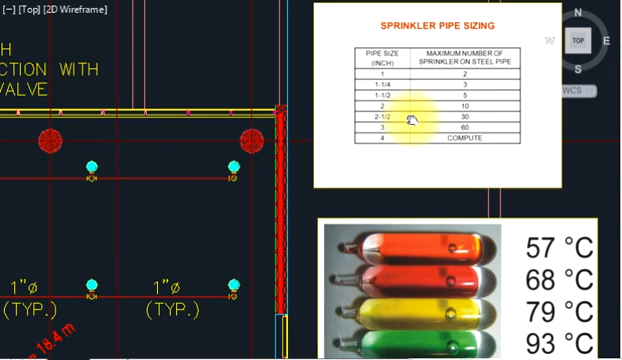 [−] [Top] [2D Wireframe]
H
CTION WITH
VALVE
SPRINKLER PIPE SIZING
PIPE SIZE (INCH) MAXIMUM NUMBER OF SPRINKLER ON STEEL PIPE
1 2
1-1/4 3
1-1/2 5
2 10
2-1/2 30
3 60
4 COMPUTE
N
TOP
E
S
WCS
57 °C
68 °C
79 °C
93 °C
1"ø 1"ø
(TYP.) (TYP.)
18.4 m